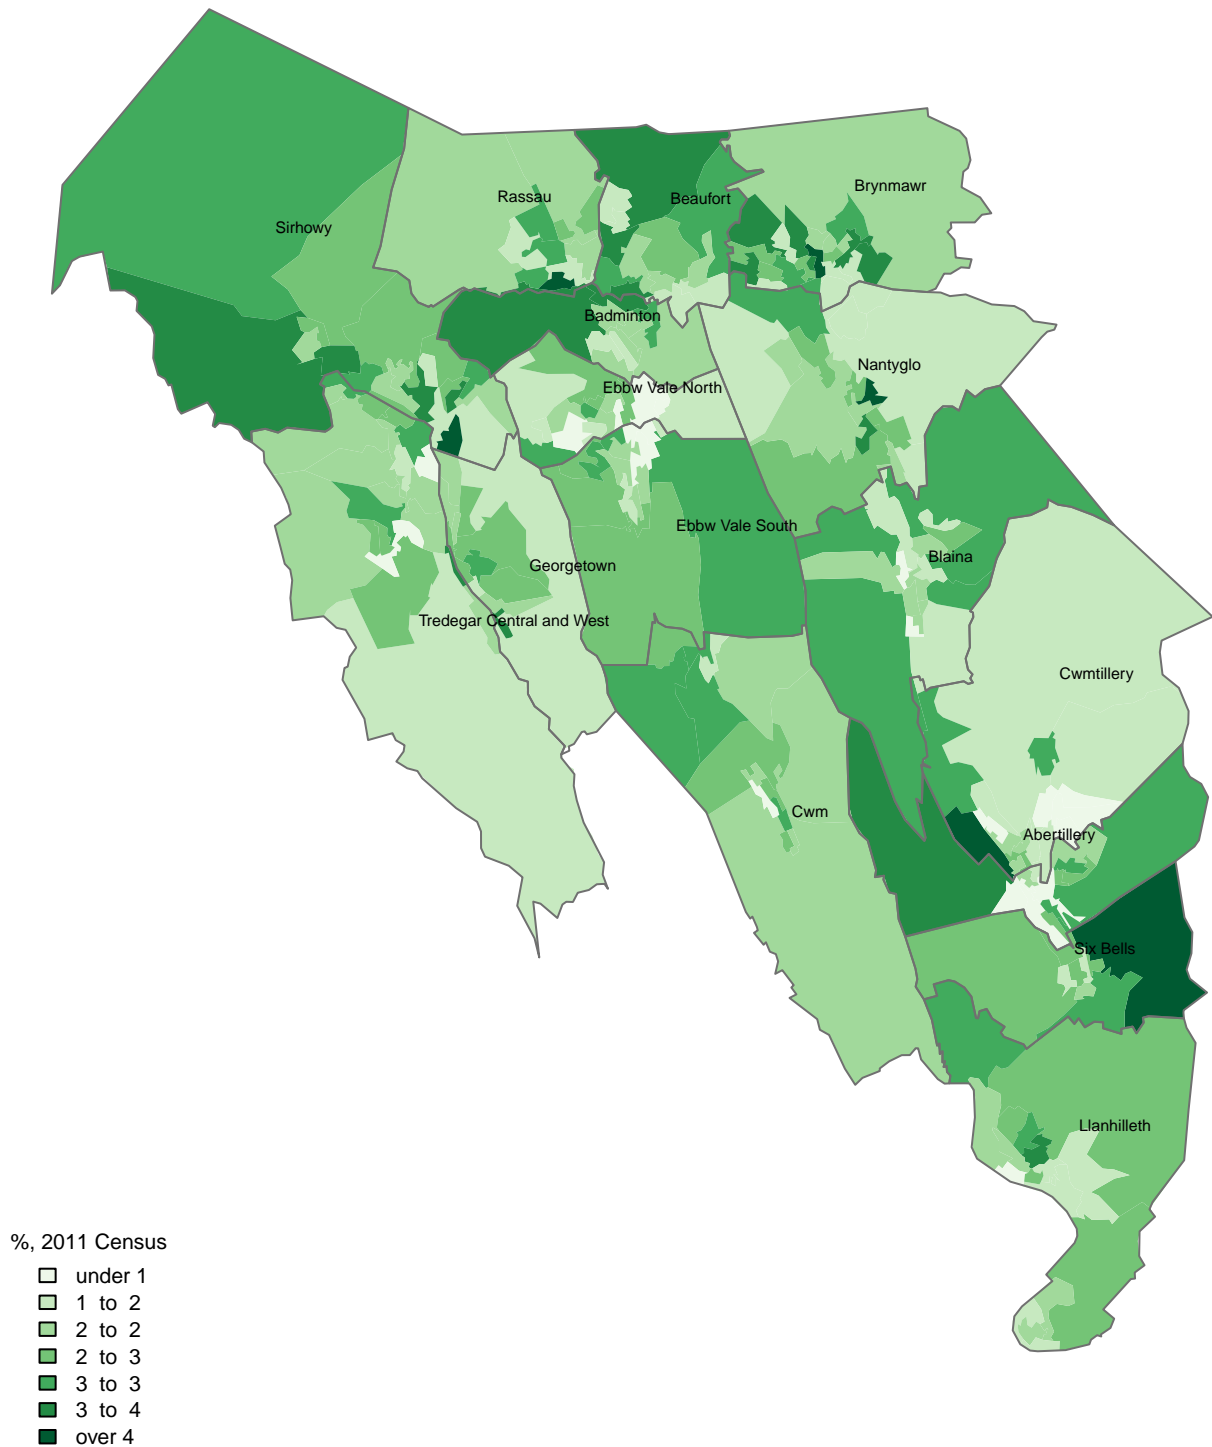 Brynmawr
Rassau
Beaufort
Sirhowy
Badminton
Nantyglo
Ebbw Vale North
Ebbw Vale South
Blaina
Georgetown
Tredegar Central and West
Cwmtillery
Cwm
Abertillery
Six Bells
Llanhilleth
%, 2011 Census
under 1
1 to 2
2 to 2
2 to 3
3 to 3
3 to 4
over 4